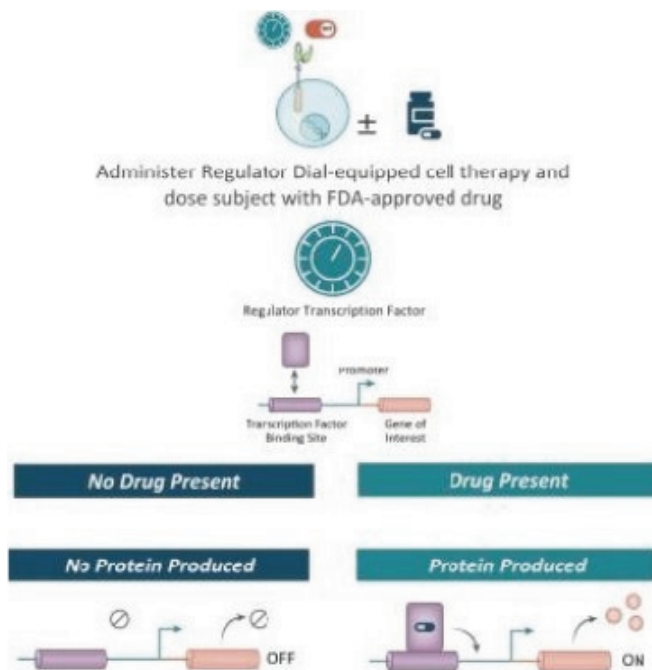 ±
Administer Regulator Dial-equipped cell therapy and
dose subject with FDA-approved drug
Regulator Transcription Factor
Promoter
Transcription Factor
Binding Site
Gene of
Interest
No Drug Present
Drug Present
No Protein Produced
Protein Produced
OFF
ON